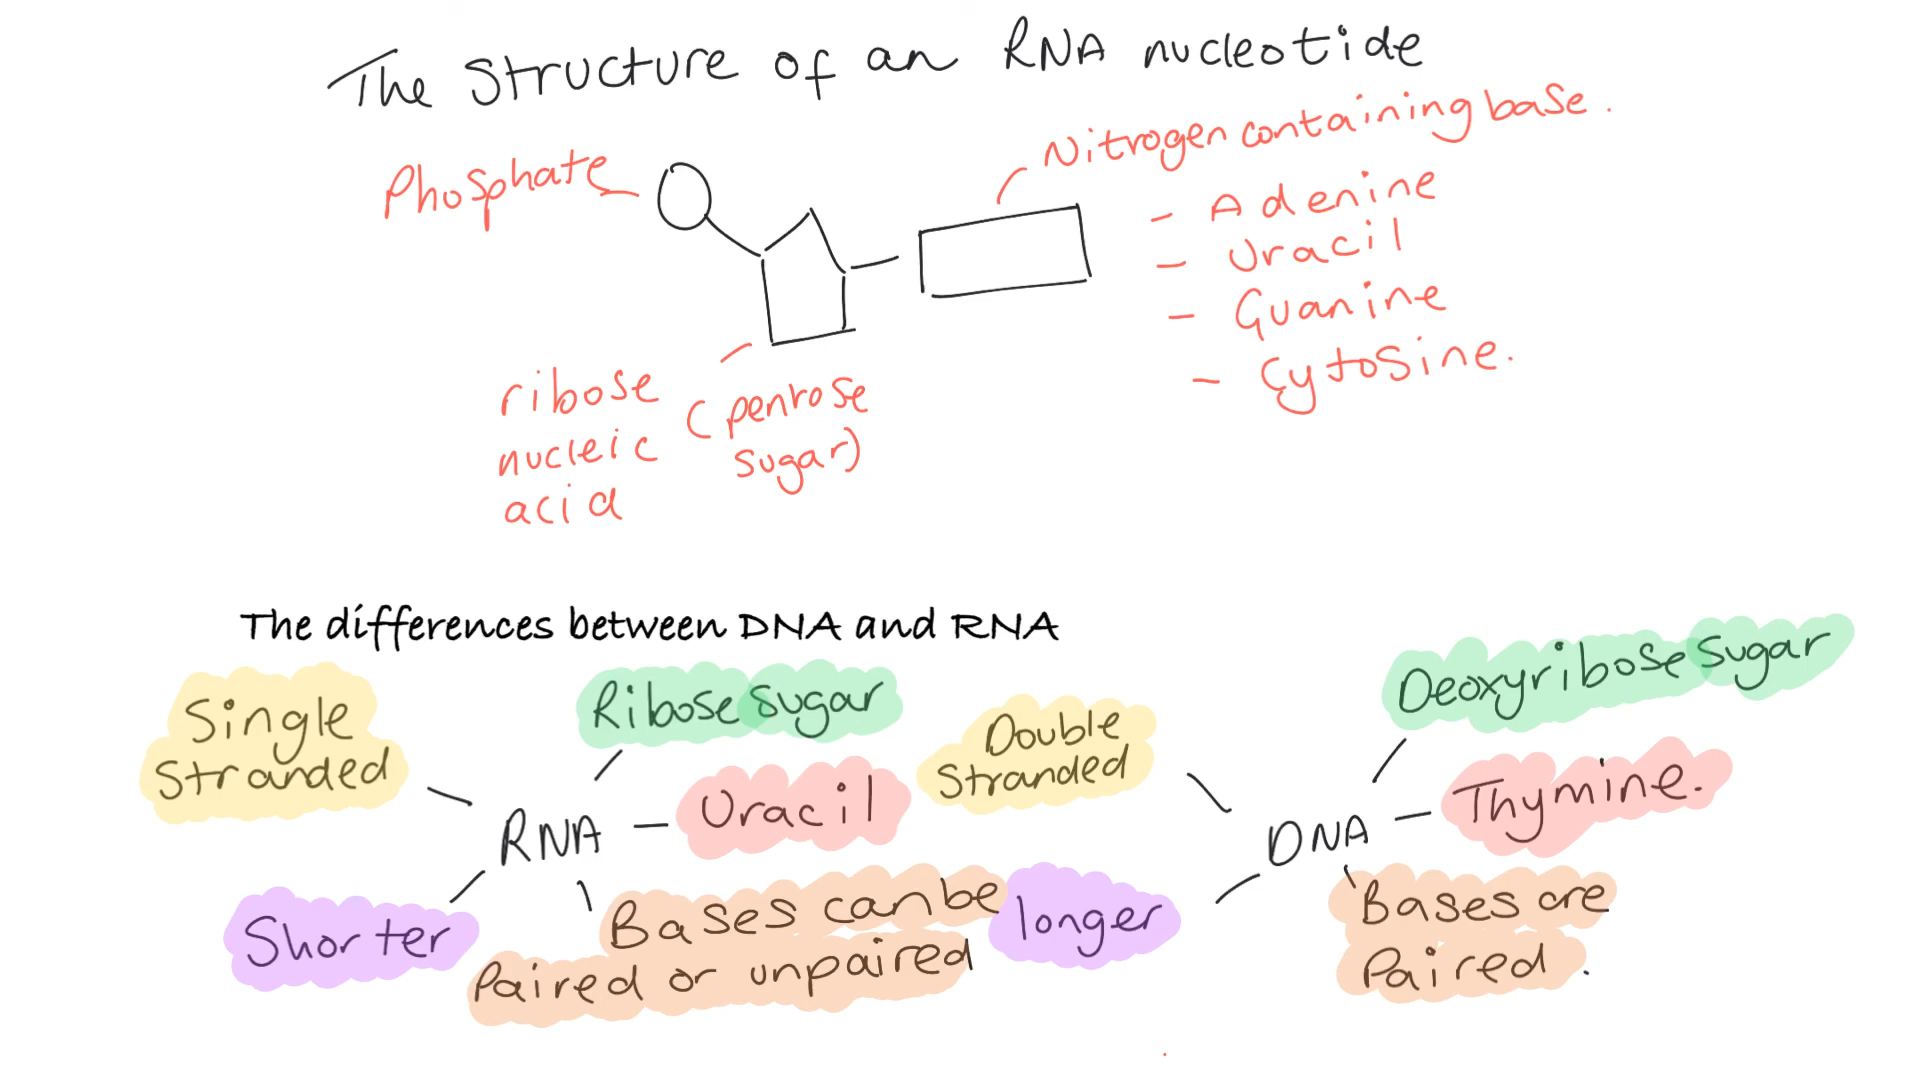 The Structure of an RNA nucleotide
Phosphate
Nitrogen containing base.
- Adenine
- Uracil
- Guanine
- Cytosine.
ribose
nucleic
acid
(pentose
sugar)
The differences between DNA and RNA
Single
Stranded
Ribose sugar
Uracil
RNA
Shorter
Bases can be
Paired or unpaired
Double
Stranded
Deoxyribose sugar
Thymine.
DNA
longer
Bases are
Paired.